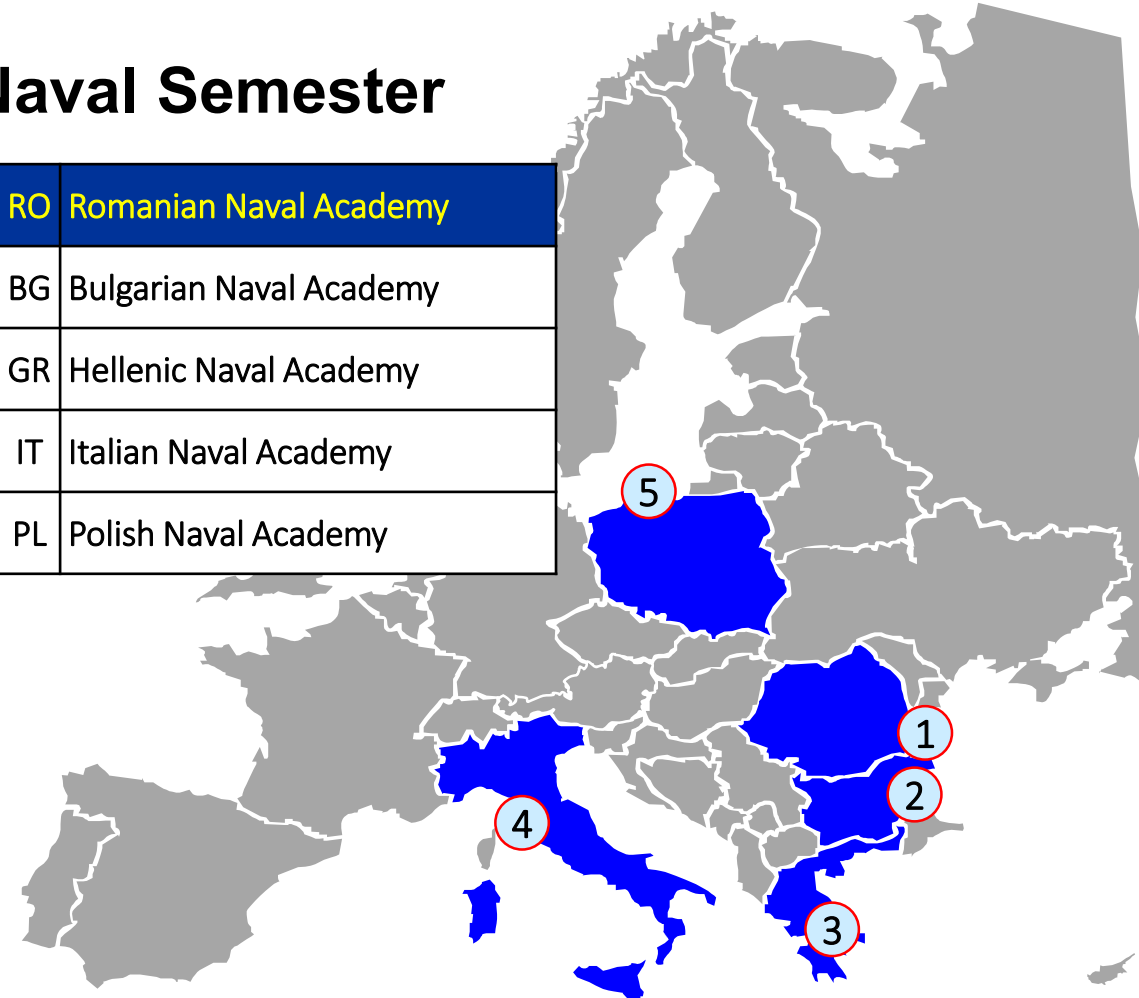 Naval Semester
RO Romanian Naval Academy
BG Bulgarian Naval Academy
GR Hellenic Naval Academy
IT Italian Naval Academy
PL Polish Naval Academy
5
1
2
4
3